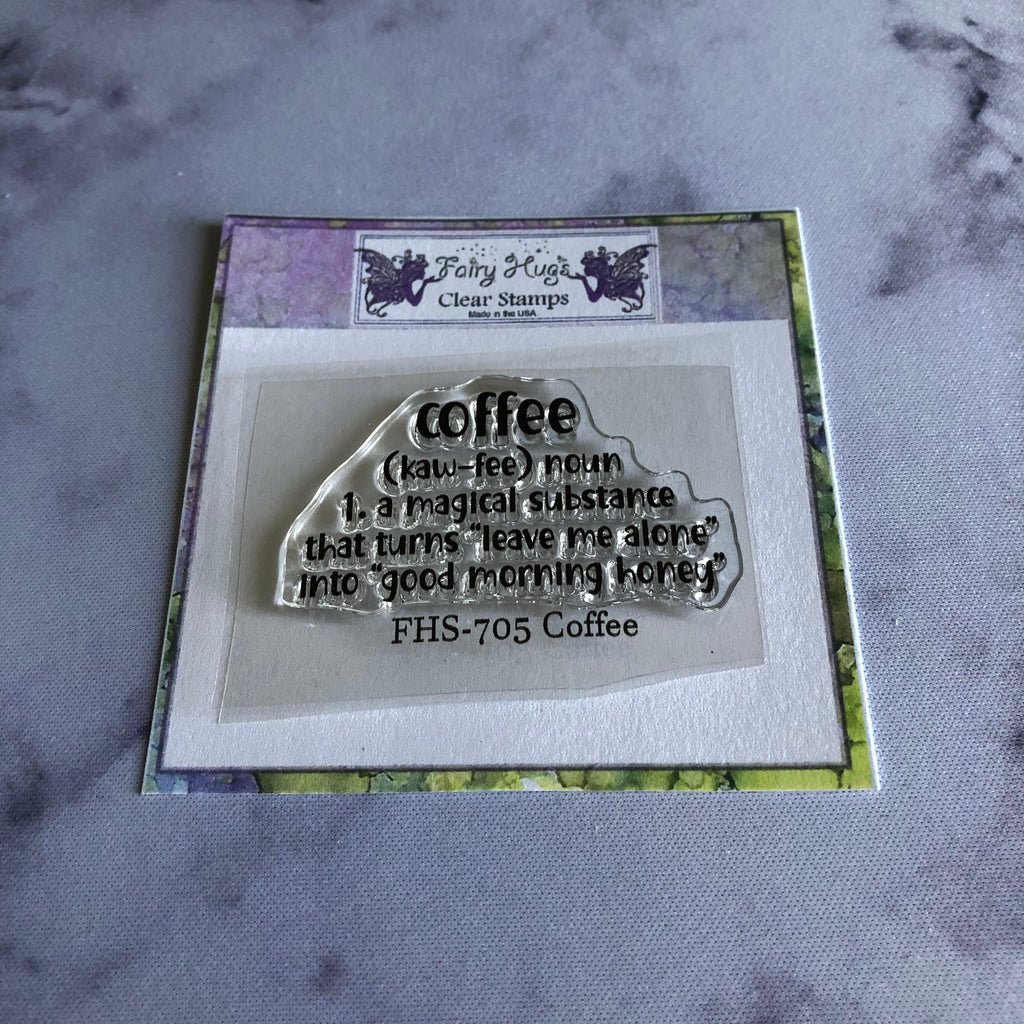 Fairy Hugs
Clear Stamps
Made in the USA
coffee
(kaw-fee) noun
1. a magical substance
that turns "leave me alone"
into "good morning honey"
FHS-705 Coffee